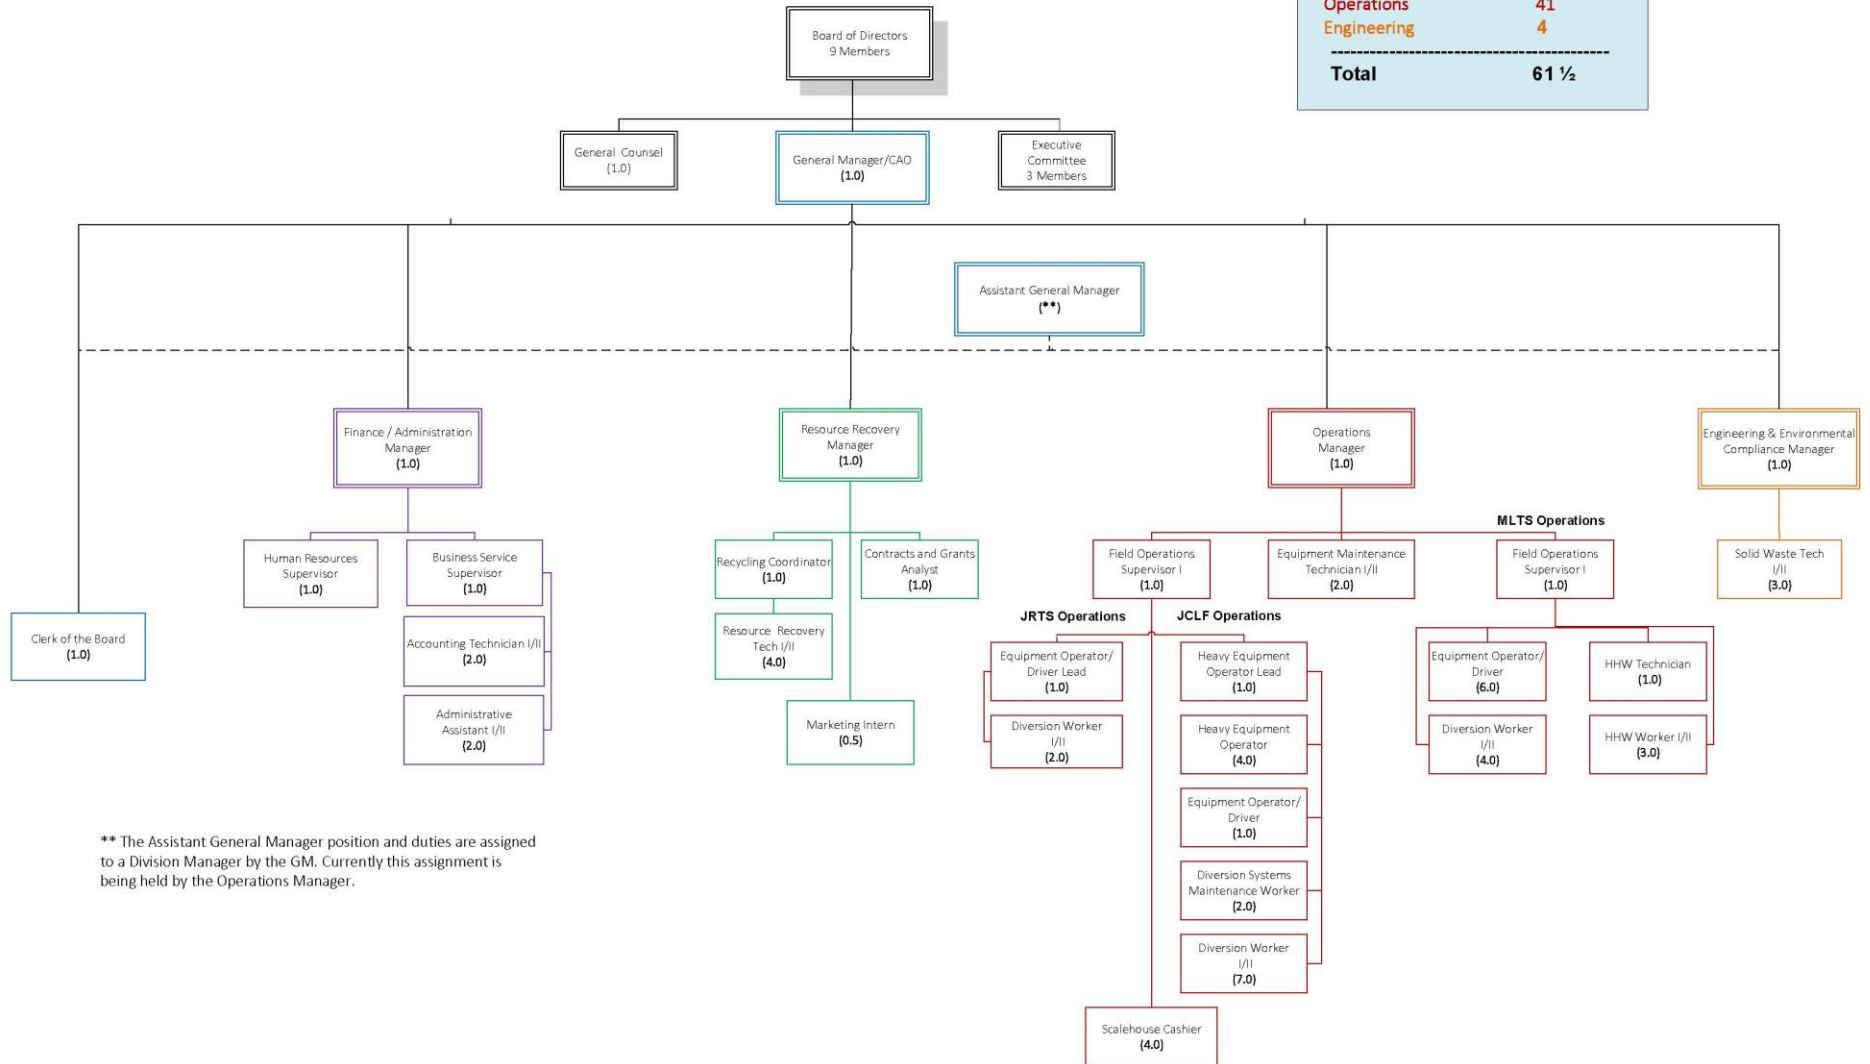 Operations 41
Engineering 4
--------------------------------------------
Total 61 ½
Board of Directors
9 Members
General Counsel
(1.0)
General Manager/CAO
(1.0)
Executive
Committee
3 Members
Assistant General Manager
(**)
Finance / Administration
Manager
(1.0)
Resource Recovery
Manager
(1.0)
Operations
Manager
(1.0)
Engineering & Environmental
Compliance Manager
(1.0)
MLTS Operations
Human Resources
Supervisor
(1.0)
Business Service
Supervisor
(1.0)
Recycling Coordinator
(1.0)
Contracts and Grants
Analyst
(1.0)
Field Operations
Supervisor I
(1.0)
Equipment Maintenance
Technician I/II
(2.0)
Field Operations
Supervisor I
(1.0)
Solid Waste Tech
I/II
(3.0)
Clerk of the Board
(1.0)
Accounting Technician I/II
(2.0)
Administrative
Assistant I/II
(2.0)
Resource Recovery
Tech I/II
(4.0)
Marketing Intern
(0.5)
JRTS Operations
JCLF Operations
Equipment Operator/
Driver Lead
(1.0)
Diversion Worker
I/II
(2.0)
Heavy Equipment
Operator Lead
(1.0)
Heavy Equipment
Operator
(4.0)
Equipment Operator/
Driver
(1.0)
Diversion Systems
Maintenance Worker
(2.0)
Diversion Worker
I/II
(7.0)
Equipment Operator/
Driver
(6.0)
Diversion Worker
I/II
(4.0)
HHW Technician
(1.0)
HHW Worker I/II
(3.0)
Scalehouse Cashier
(4.0)
** The Assistant General Manager position and duties are assigned
to a Division Manager by the GM. Currently this assignment is
being held by the Operations Manager.